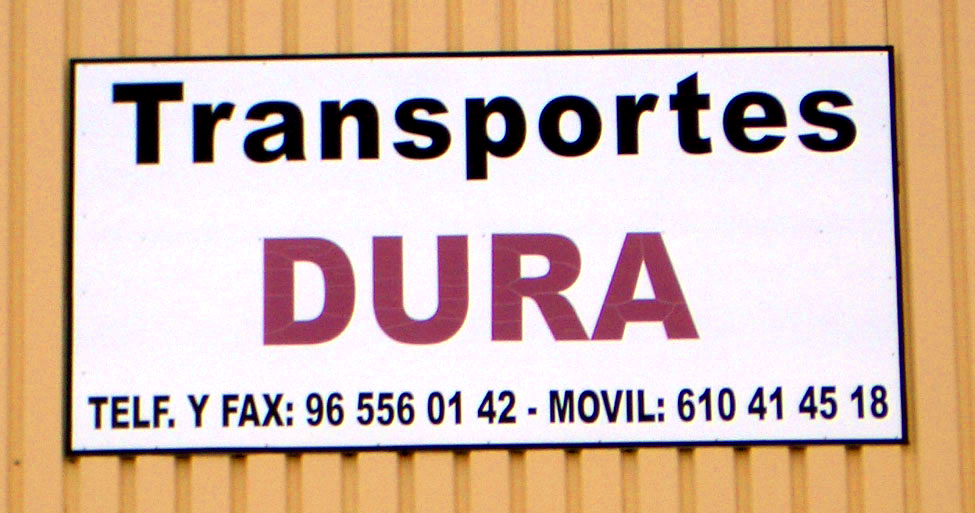 Transportes
DURA
TELF. Y FAX: 96 556 01 42 - MOVIL: 610 41 45 18